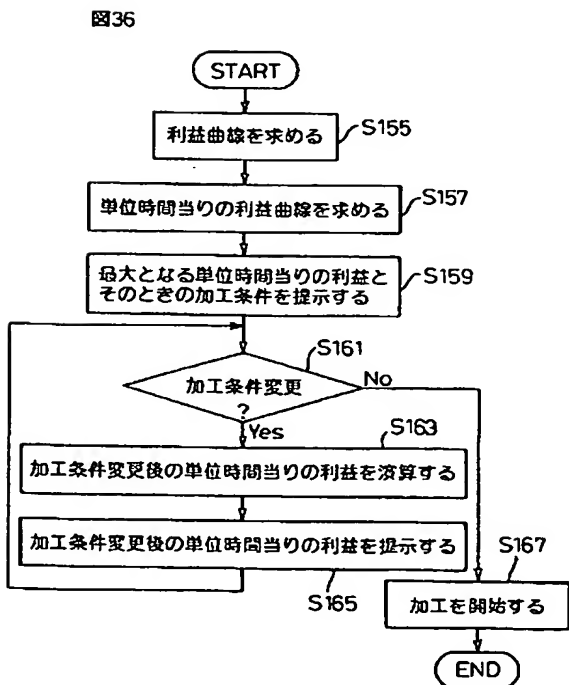 図36
START
利益曲線を求める
S155
単位時間当りの利益曲線を求める
S157
最大となる単位時間当りの利益と
そのときの加工条件を提示する
S159
S161
加工条件変更
?
No
Yes
S163
加工条件変更後の単位時間当りの利益を演算する
加工条件変更後の単位時間当りの利益を提示する
S165
S167
加工を開始する
END